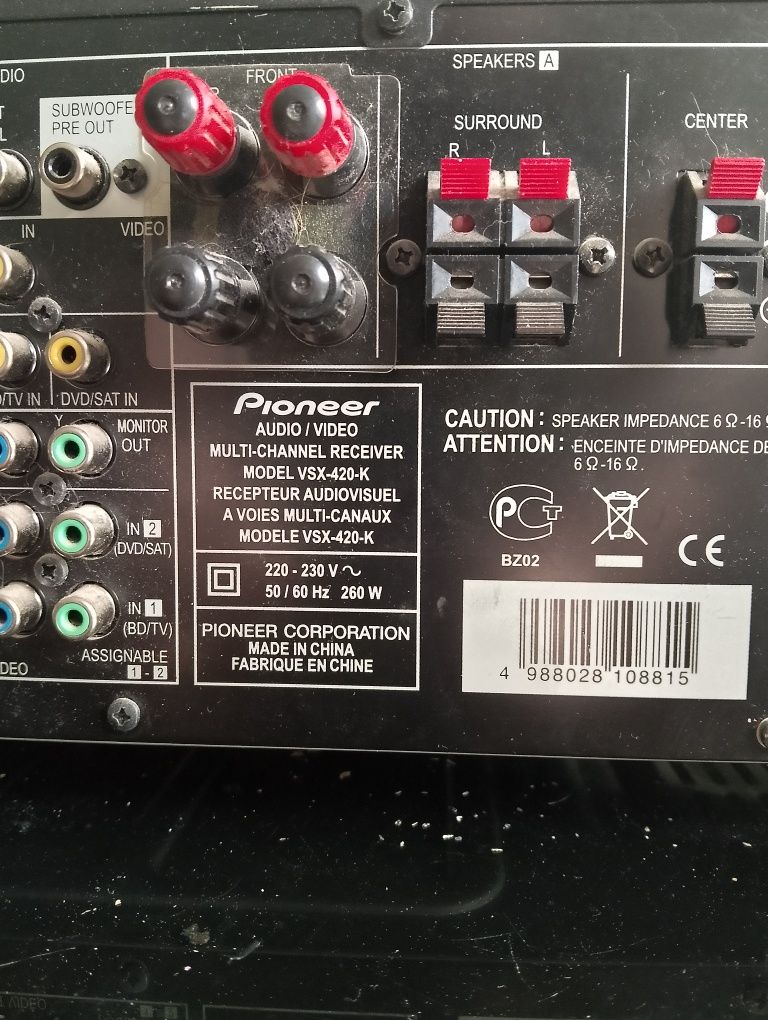 DIO
FRONT
SPEAKERS A
SUBWOOFE
PRE OUT
R
SURROUND
CENTER
L
R L
IN
VIDEO
D/TV IN
DVD/SAT IN
Y
MONITOR
OUT
IN 2
(DVD/SAT)
IN 1
(BD/TV)
DEO
ASSIGNABLE
1 - 2
Pioneer
AUDIO / VIDEO
MULTI-CHANNEL RECEIVER
MODEL VSX-420-K
RECEPTEUR AUDIOVISUEL
A VOIES MULTI-CANAUX
MODELE VSX-420-K
220 - 230 V ~
50 / 60 Hz 260 W
PIONEER CORPORATION
MADE IN CHINA
FABRIQUE EN CHINE
CAUTION : SPEAKER IMPEDANCE 6 Ω -16 Ω
ATTENTION : ENCEINTE D'IMPEDANCE DE
6 Ω -16 Ω .
РСТ
BZ02
CE
4 988028 108815